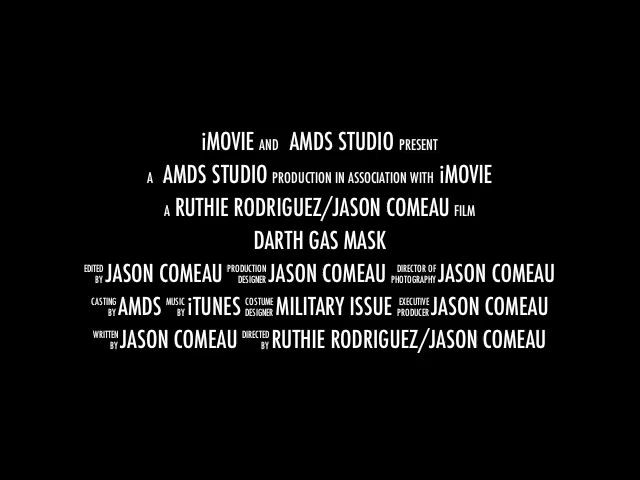 iMOVIE AND AMDS STUDIO PRESENT
A AMDS STUDIO PRODUCTION IN ASSOCIATION WITH iMOVIE
A RUTHIE RODRIGUEZ/JASON COMEAU FILM
DARTH GAS MASK
EDITED BY JASON COMEAU PRODUCTION DESIGNER JASON COMEAU DIRECTOR OF PHOTOGRAPHY JASON COMEAU
CASTING BY AMDS MUSIC BY iTUNES COSTUME DESIGNER MILITARY ISSUE EXECUTIVE PRODUCER JASON COMEAU
WRITTEN BY JASON COMEAU DIRECTED BY RUTHIE RODRIGUEZ/JASON COMEAU